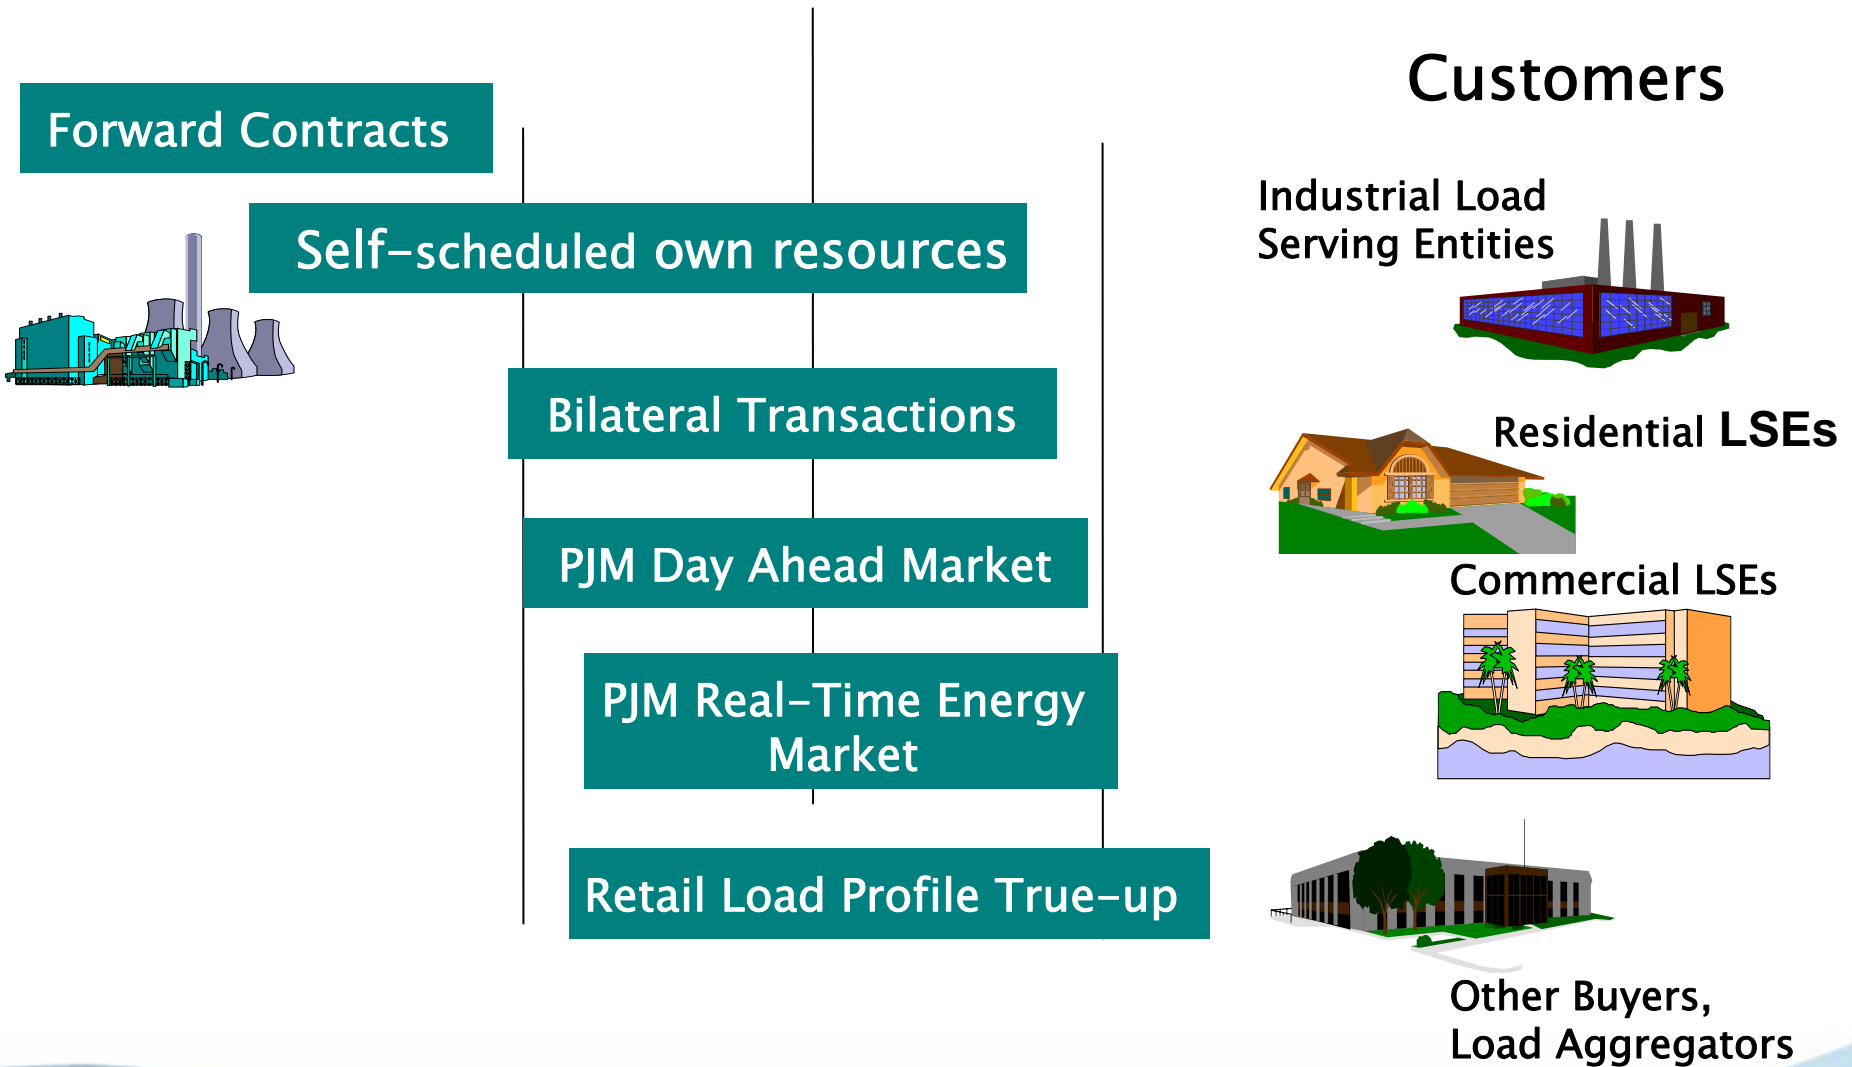 Customers
Forward Contracts
Self-scheduled own resources
Bilateral Transactions
PJM Day Ahead Market
PJM Real-Time Energy
Market
Retail Load Profile True-up
Industrial Load
Serving Entities
Residential LSEs
Commercial LSEs
Other Buyers,
Load Aggregators